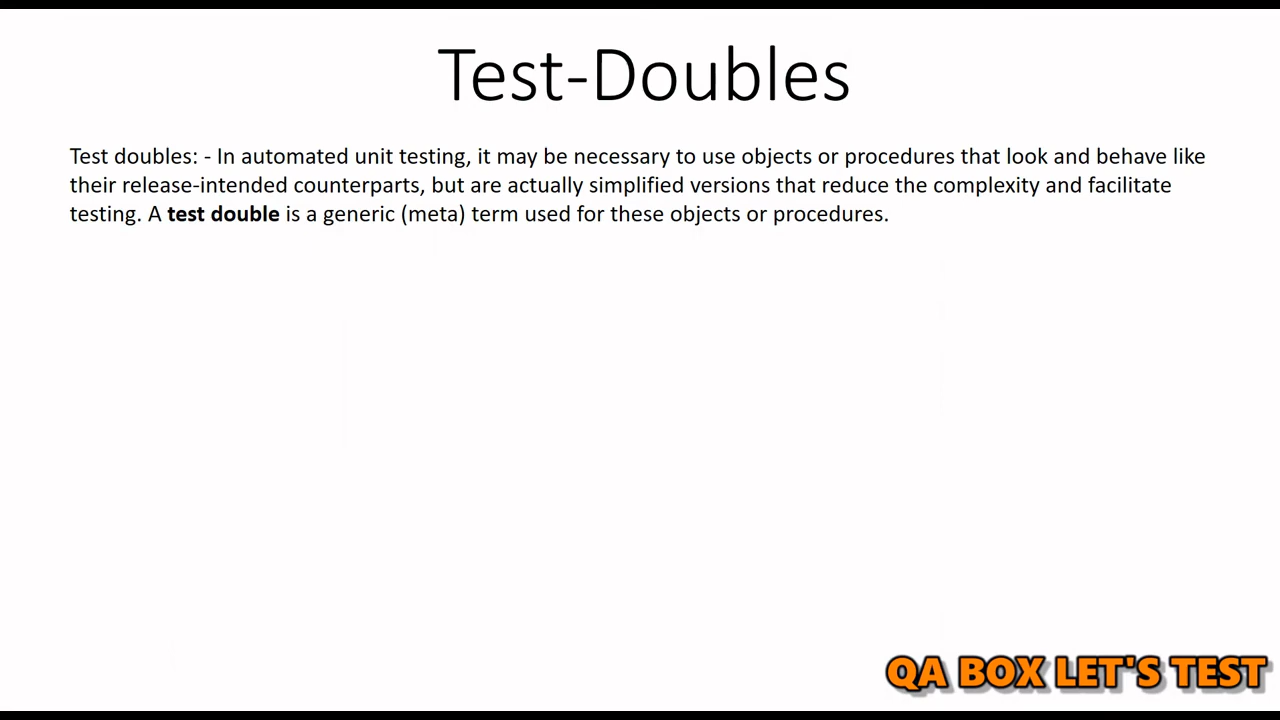 Test-Doubles
Test doubles: - In automated unit testing, it may be necessary to use objects or procedures that look and behave like
their release-intended counterparts, but are actually simplified versions that reduce the complexity and facilitate
testing. A test double is a generic (meta) term used for these objects or procedures.
QA BOX LET'S TEST